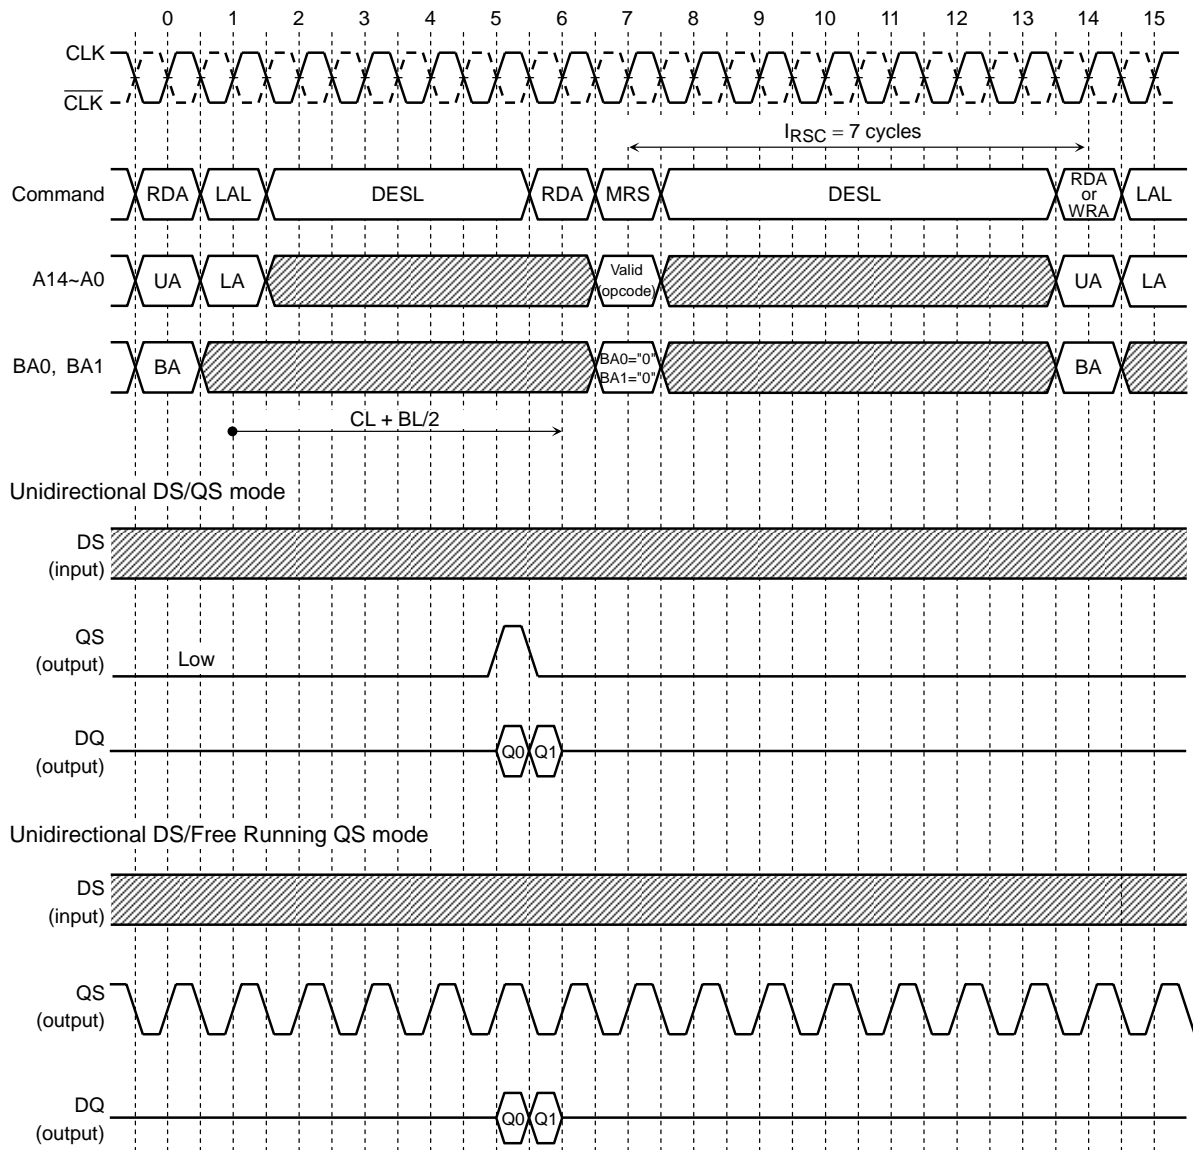 0 1 2 3 4 5 6 7 8 9 10 11 12 13 14 15
CLK
CLK
IRSC = 7 cycles
Command RDA LAL DESL RDA MRS DESL RDA or WRA LAL
A14~A0 UA LA Valid (opcode) UA LA
BA0, BA1 BA BA0="0" BA1="0" BA
CL + BL/2
Unidirectional DS/QS mode
DS
(input)
QS
(output)
Low
DQ
(output)
Q0 Q1
Unidirectional DS/Free Running QS mode
DS
(input)
QS
(output)
DQ
(output)
Q0 Q1